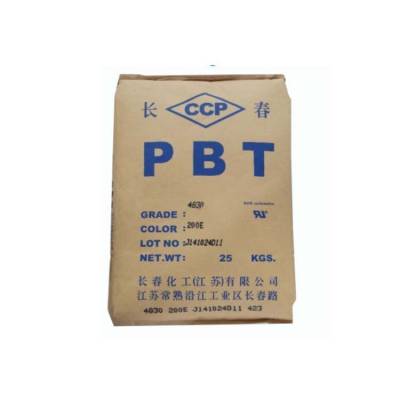 长 CCP 春
PBT
GRADE : 4830
COLOR : 200E
LOT NO : J141024D11
NET.WT: 25 KGS.
长春化工(江苏)有限公司
江苏常熟沿江工业区长春路
4830 200E J141024D11 423